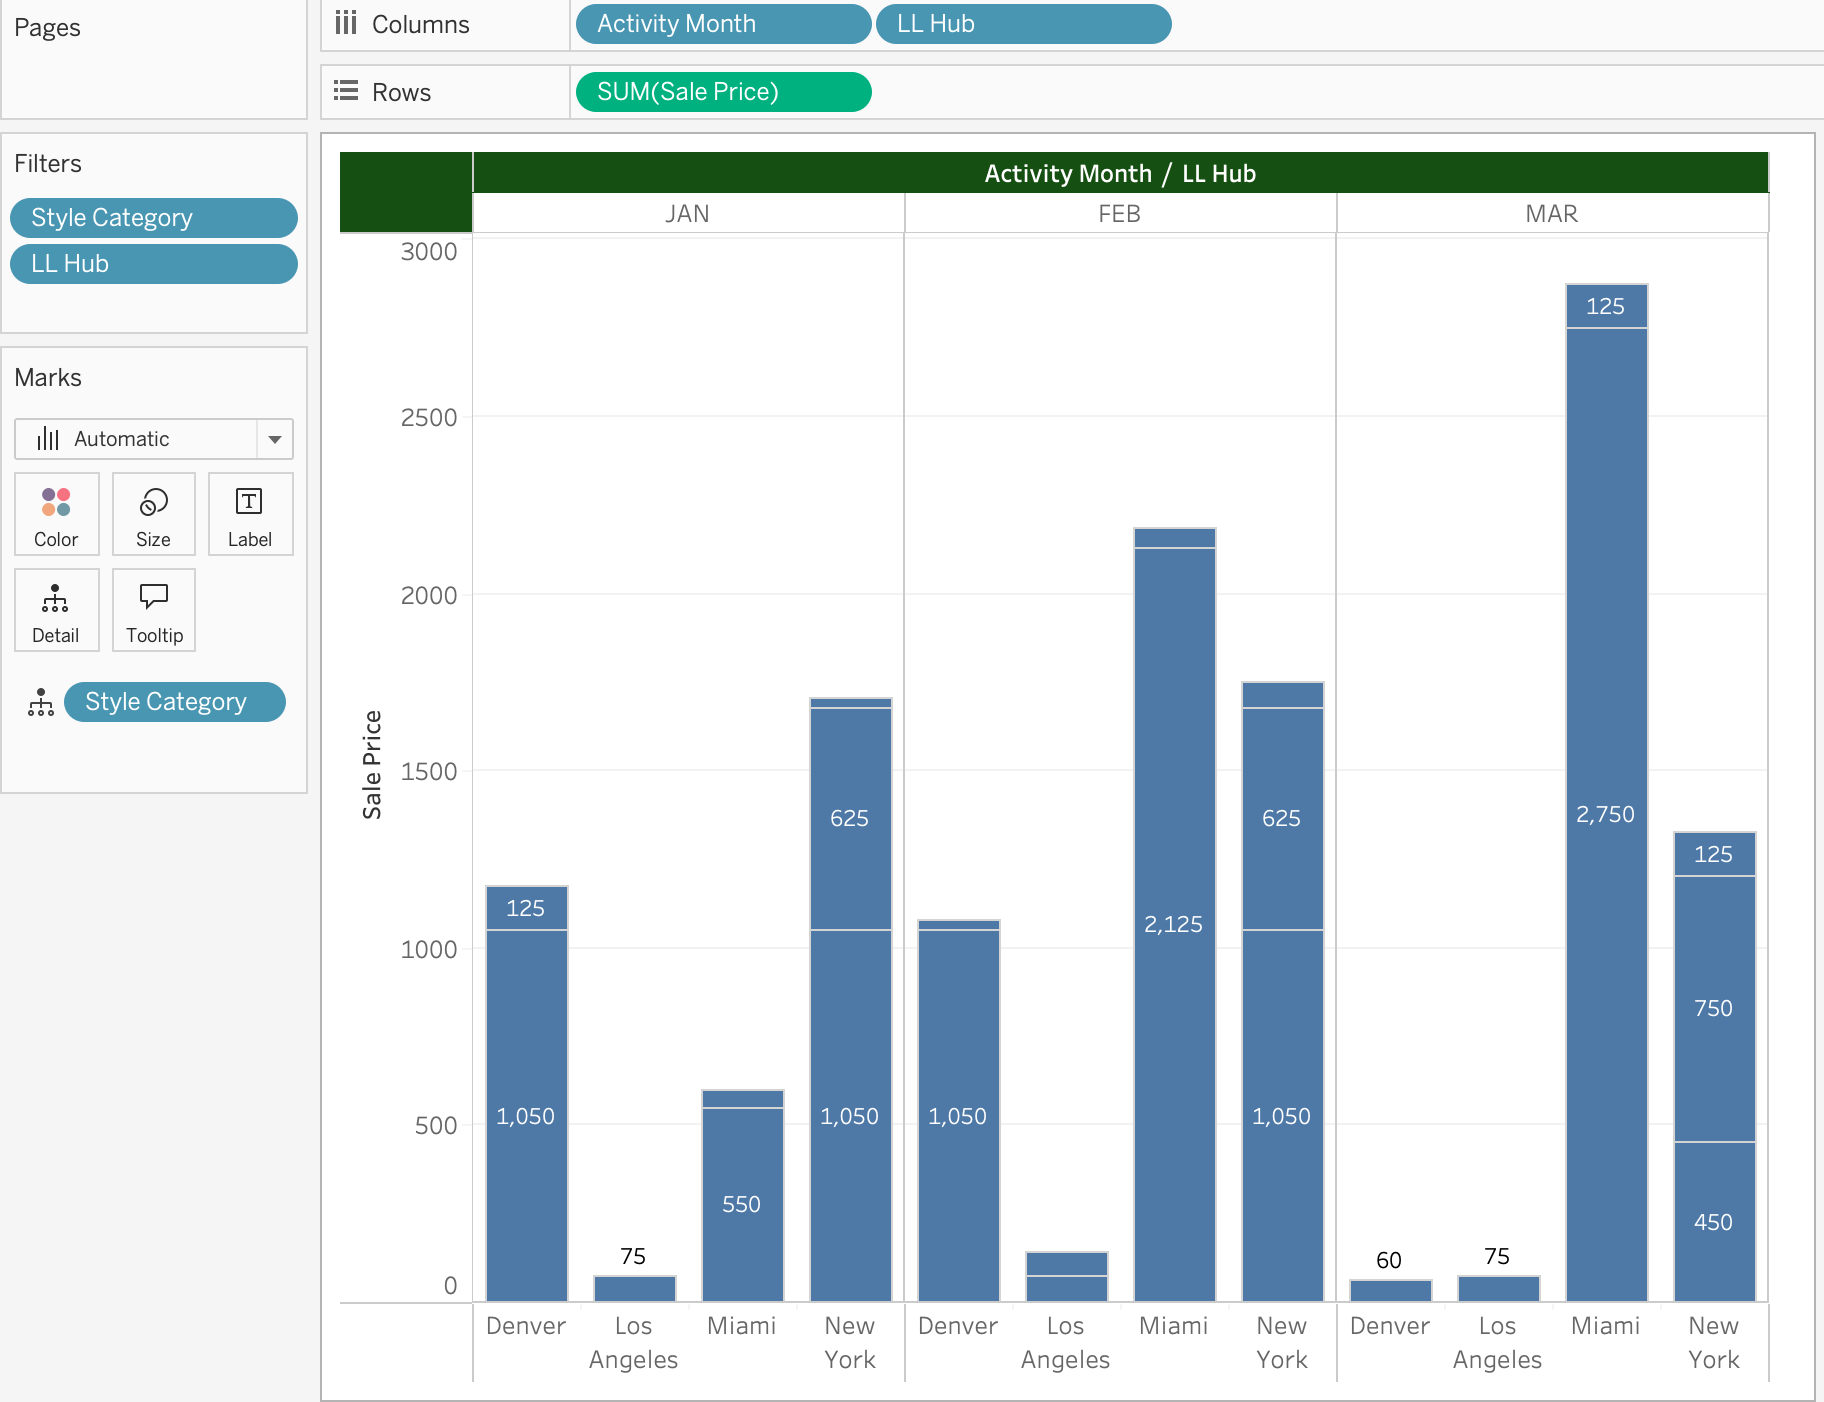 Pages
Columns
Activity Month
LL Hub
Rows
SUM(Sale Price)
Filters
Style Category
LL Hub
Marks
Automatic
Color
Size
Label
Detail
Tooltip
Style Category
Activity Month / LL Hub
JAN
FEB
MAR
Sale Price
3000
2500
2000
1500
1000
500
0
125
1,050
75
550
625
1,050
1,050
2,125
625
1,050
60
75
125
2,750
125
750
450
Denver
Los
Angeles
Miami
New
York
Denver
Los
Angeles
Miami
New
York
Denver
Los
Angeles
Miami
New
York